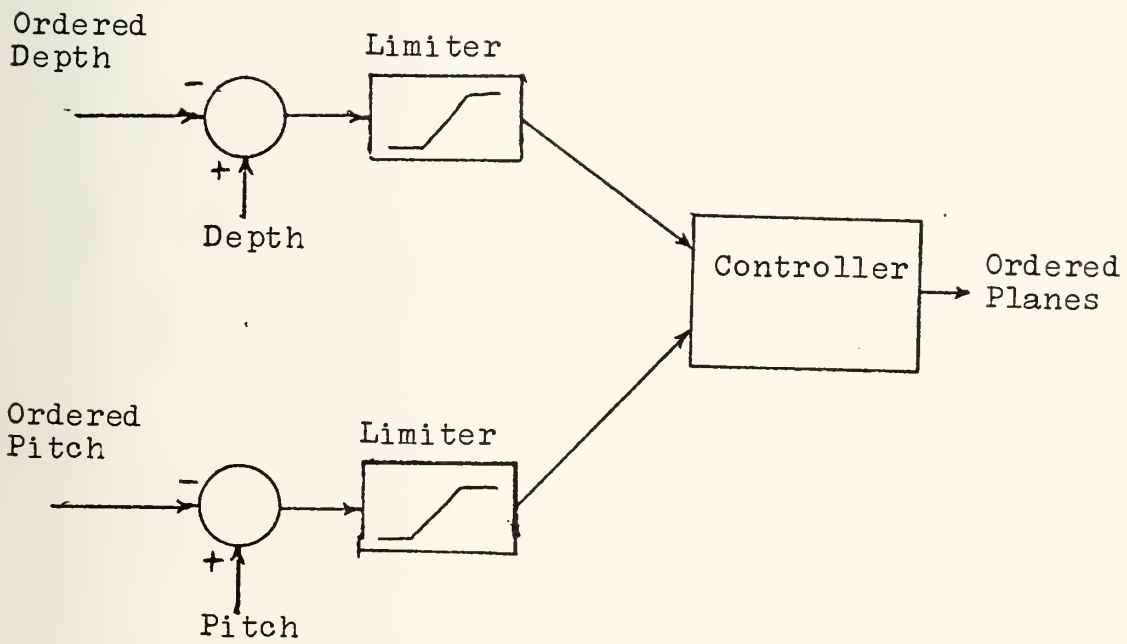 Ordered
Depth
Limiter
-
+
Depth
Controller
Ordered
Planes
Ordered
Pitch
Limiter
-
+
Pitch